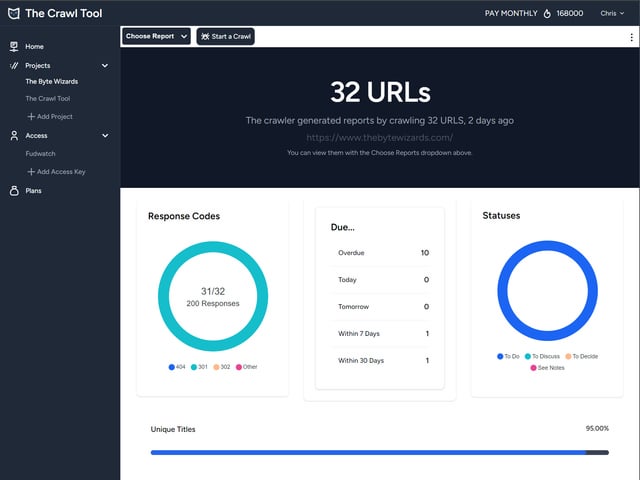 The Crawl Tool
PAY MONTHLY 168000 Chris
Choose Report Start a Crawl
Home
Projects
The Byte Wizards
The Crawl Tool
Add Project
Access
Fudwatch
Add Access Key
Plans
32 URLs
The crawler generated reports by crawling 32 URLS, 2 days ago
https://www.thebytewizards.com/
You can view them with the Choose Reports dropdown above.
Response Codes
31/32
200 Responses
404 301 302 Other
Due...
Overdue 10
Today 0
Tomorrow 0
Within 7 Days 1
Within 30 Days 1
Statuses
To Do To Discuss To Decide
See Notes
Unique Titles 95.00%